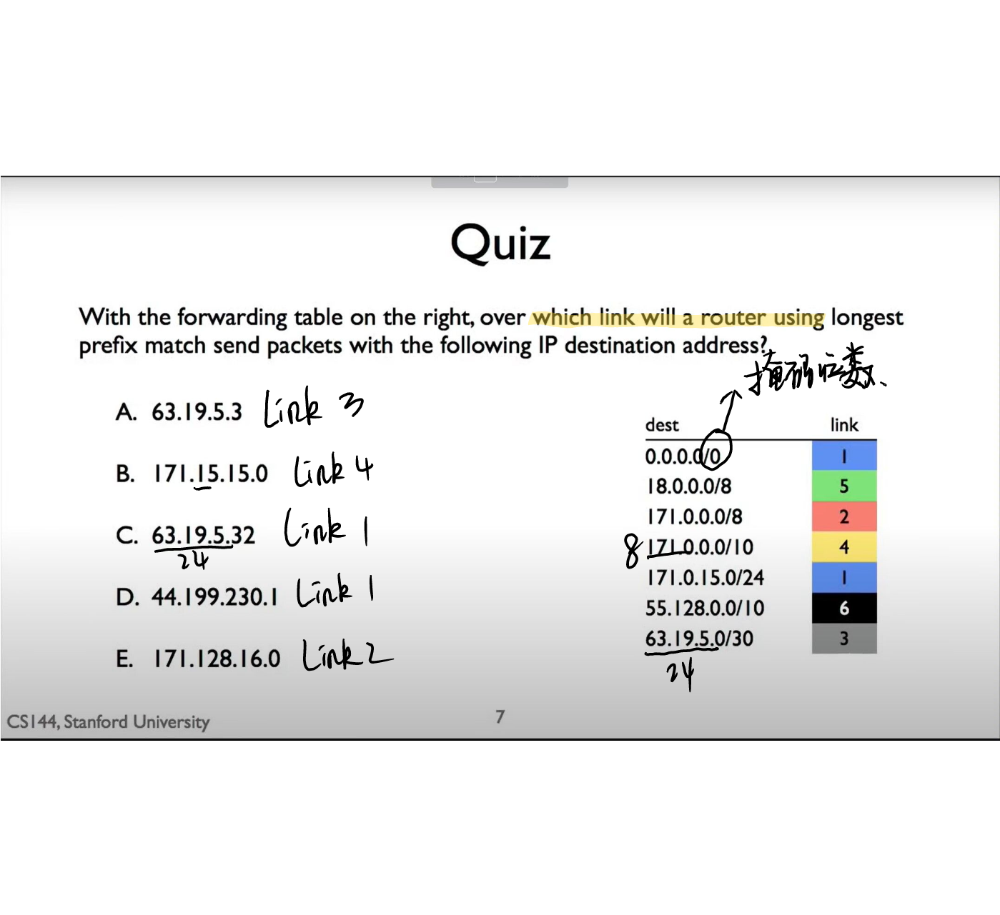 Quiz
With the forwarding table on the right, over which link will a router using longest
prefix match send packets with the following IP destination address?
掩码位数、
A. 63.19.5.3 Link 3
B. 171.15.15.0 Link 4
C. 63.19.5.32 Link 1
24
D. 44.199.230.1 Link 1
E. 171.128.16.0 Link 2
dest link
0.0.0.0/0 1
18.0.0.0/8 5
171.0.0.0/8 2
8 171.0.0.0/10 4
171.0.15.0/24 1
55.128.0.0/10 6
63.19.5.0/30 3
24
CS144, Stanford University
7